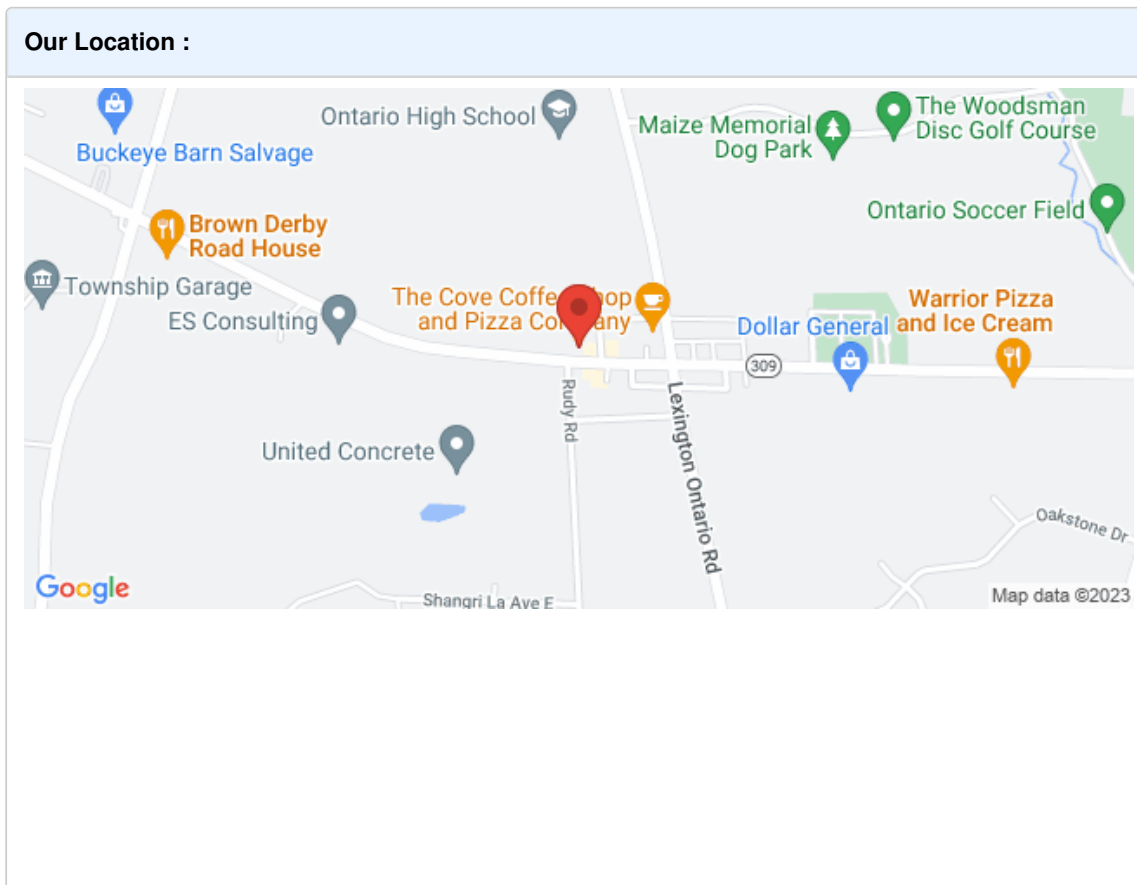 Our Location :
Ontario High School
Maize Memorial
Dog Park
The Woodsman
Disc Golf Course
Buckeye Barn Salvage
Ontario Soccer Field
Brown Derby
Road House
Township Garage
ES Consulting
The Cove Coffee Shop
and Pizza Company
Dollar General
Warrior Pizza
and Ice Cream
309
Rudy Rd
Lexington Ontario Rd
United Concrete
Oakstone Dr
Shangri La Ave E
Google
Map data ©2023